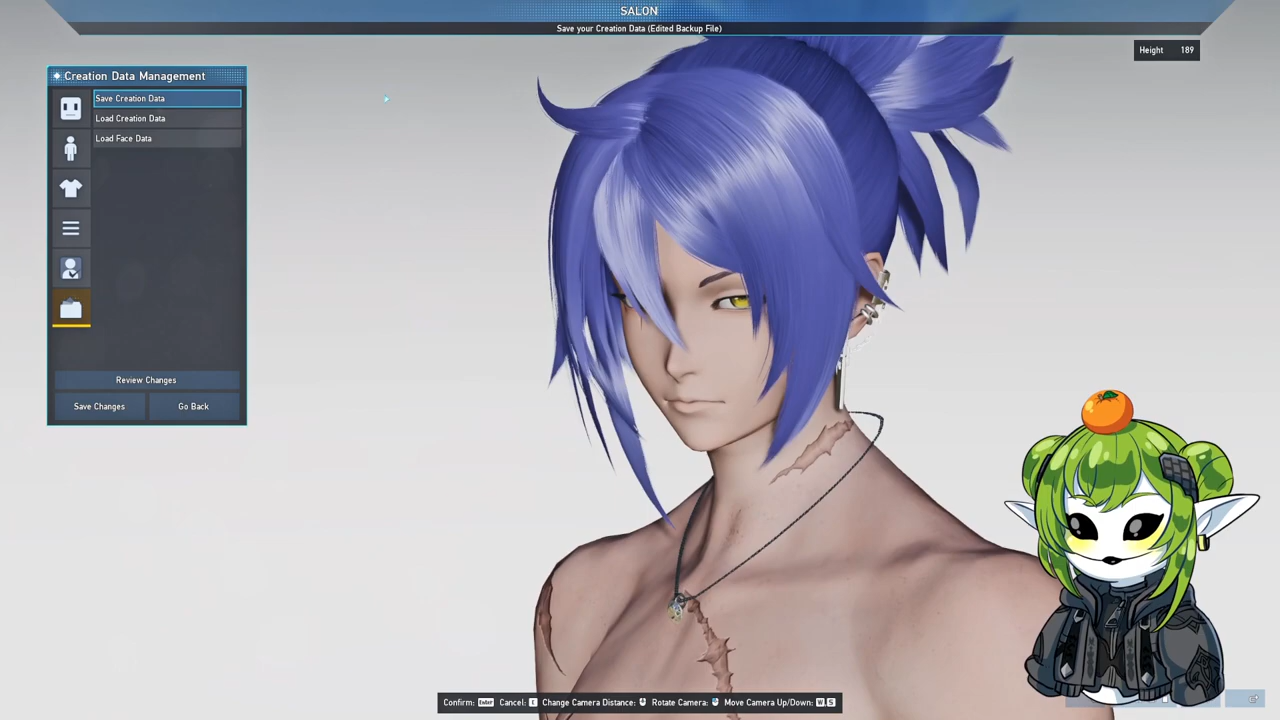 SALON
Save your Creation Data (Edited Backup File)
Height 189
Creation Data Management
Save Creation Data
Load Creation Data
Load Face Data
Review Changes
Save Changes
Go Back
Confirm: Enter Cancel: E Change Camera Distance: Rotate Camera: Move Camera Up/Down: W S